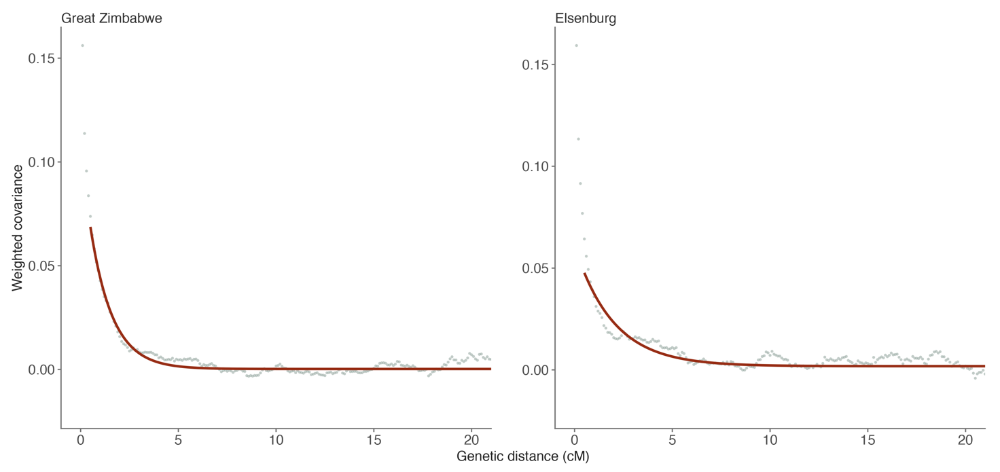 Great Zimbabwe
Elsenburg
Weighted covariance
0.15
0.10
0.05
0.00
0.15
0.10
0.05
0.00
0 5 10 15 20
0 5 10 15 20
Genetic distance (cM)